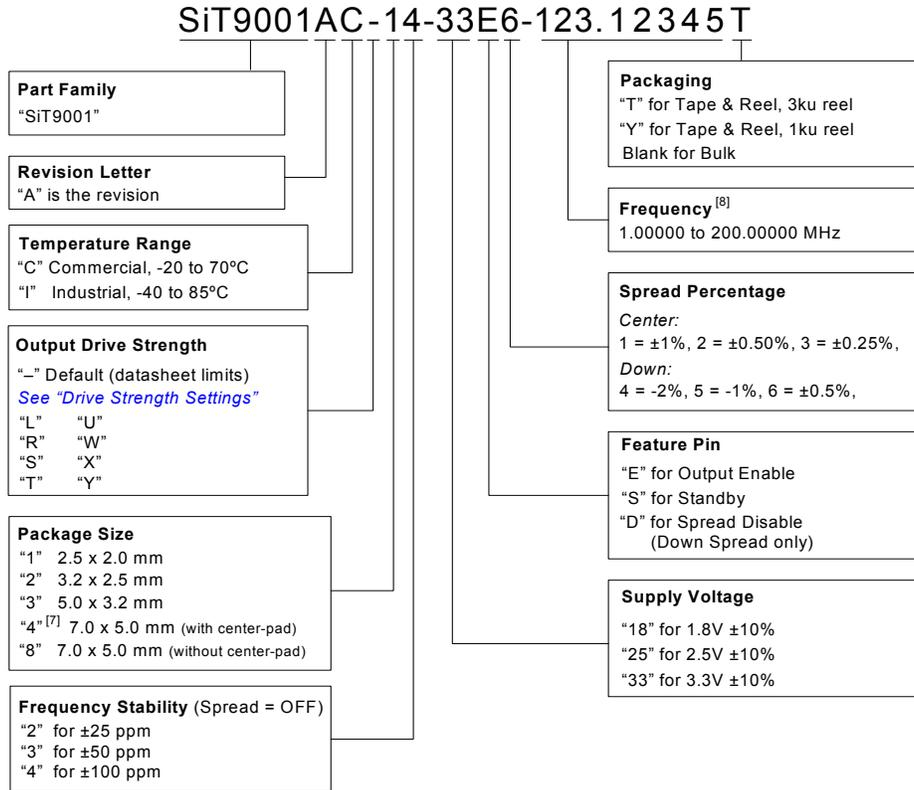 SiT9001AC-14-33E6-123.12345T
Part Family
“SiT9001”
Revision Letter
“A” is the revision
Temperature Range
“C” Commercial, -20 to 70ºC
“I” Industrial, -40 to 85ºC
Output Drive Strength
“–” Default (datasheet limits)
See “Drive Strength Settings”
“L” “U”
“R” “W”
“S” “X”
“T” “Y”
Package Size
“1” 2.5 x 2.0 mm
“2” 3.2 x 2.5 mm
“3” 5.0 x 3.2 mm
“4” [7] 7.0 x 5.0 mm (with center-pad)
“8” 7.0 x 5.0 mm (without center-pad)
Frequency Stability (Spread = OFF)
“2” for ±25 ppm
“3” for ±50 ppm
“4” for ±100 ppm
Packaging
“T” for Tape & Reel, 3ku reel
“Y” for Tape & Reel, 1ku reel
Blank for Bulk
Frequency [8]
1.00000 to 200.00000 MHz
Spread Percentage
Center:
1 = ±1%, 2 = ±0.50%, 3 = ±0.25%,
Down:
4 = -2%, 5 = -1%, 6 = ±0.5%,
Feature Pin
“E” for Output Enable
“S” for Standby
“D” for Spread Disable
(Down Spread only)
Supply Voltage
“18” for 1.8V ±10%
“25” for 2.5V ±10%
“33” for 3.3V ±10%